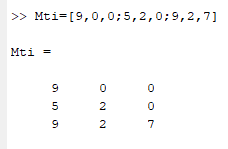 >> Mti=[9,0,0;5,2,0;9,2,7]
Mti =
9 0 0
5 2 0
9 2 7